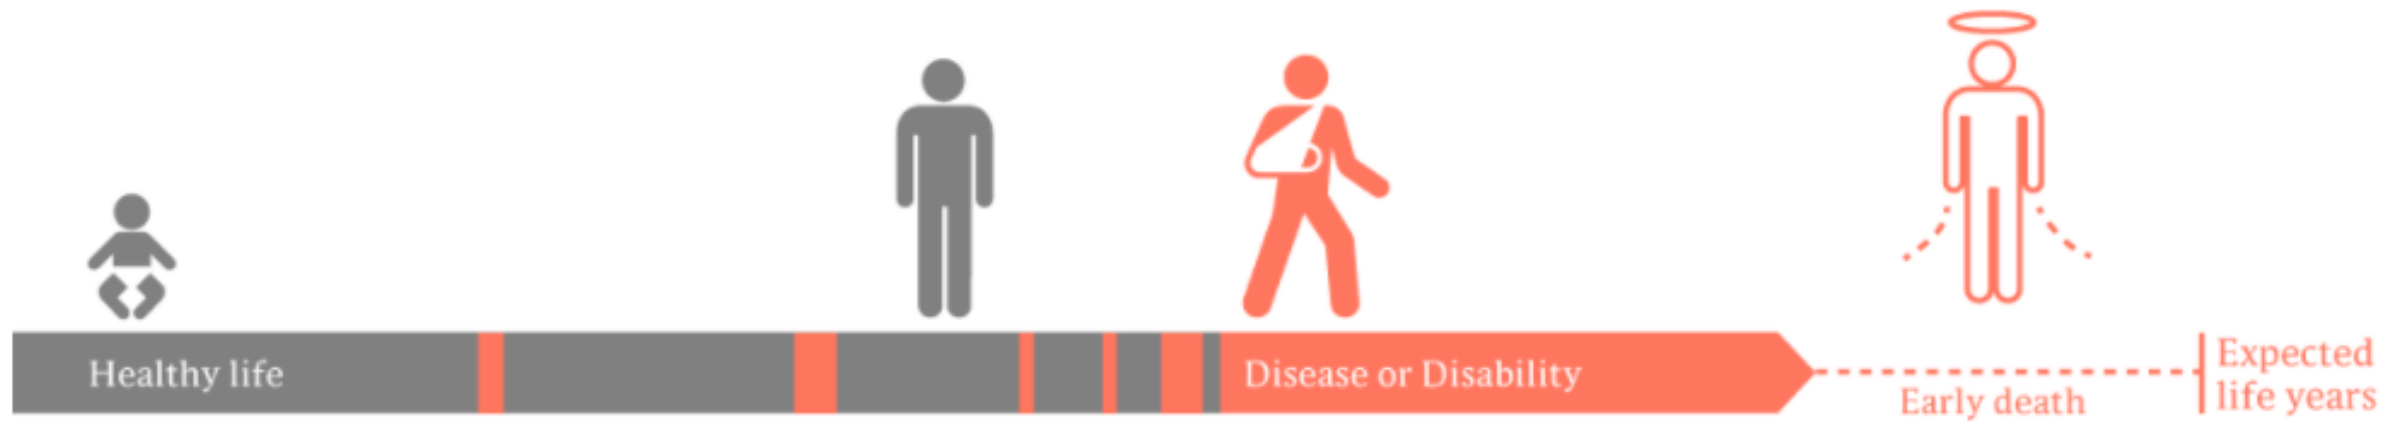 Healthy life
Disease or Disability
Early death
Expected
life years